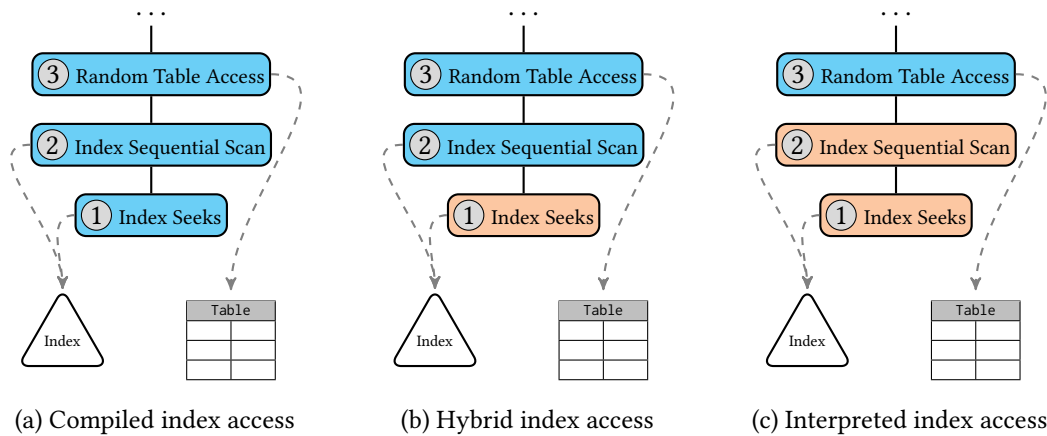 ...
3 Random Table Access
2 Index Sequential Scan
1 Index Seeks
Index
Table
(a) Compiled index access
...
3 Random Table Access
2 Index Sequential Scan
1 Index Seeks
Index
Table
(b) Hybrid index access
...
3 Random Table Access
2 Index Sequential Scan
1 Index Seeks
Index
Table
(c) Interpreted index access